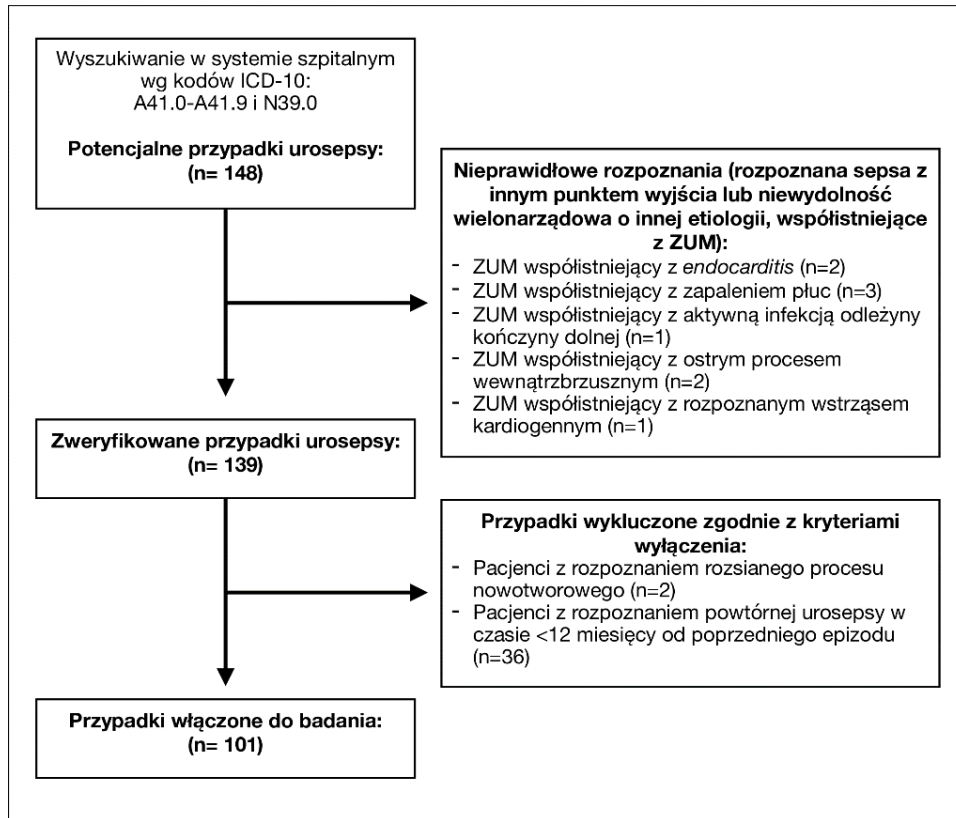 Wyszukiwanie w systemie szpitalnym
wg kodów ICD-10:
A41.0-A41.9 i N39.0
Potencjalne przypadki urosepsy:
(n= 148)
Nieprawidłowe rozpoznania (rozpoznana sepsa z
innym punktem wyjścia lub niewydolność
wielonarządowa o innej etiologii, współistniejące
z ZUM):
- ZUM współistniejący z endocarditis (n=2)
- ZUM współistniejący z zapaleniem płuc (n=3)
- ZUM współistniejący z aktywną infekcją odleżyny
kończyny dolnej (n=1)
- ZUM współistniejący z ostrym procesem
wewnątrzbrzusznym (n=2)
- ZUM współistniejący z rozpoznanym wstrząsem
kardiogennym (n=1)
Zweryfikowane przypadki urosepsy:
(n= 139)
Przypadki wykluczone zgodnie z kryteriami
wyłączenia:
- Pacjenci z rozpoznaniem rozsianego procesu
nowotworowego (n=2)
- Pacjenci z rozpoznaniem powtórnej urosepsy w
czasie <12 miesięcy od poprzedniego epizodu
(n=36)
Przypadki włączone do badania:
(n= 101)